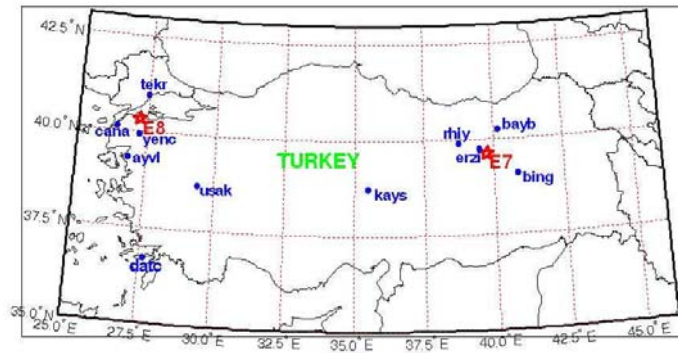 42.5°N
tekr
cana
E8
yenc
40.0°N
ayvl
usak
TURKEY
kays
rhiy
bayb
erzi
E7
bing
37.5°N
datc
35.0°N
25.0°E
27.5°E
30.0°E
32.5°E
35.0°E
37.5°E
40.0°E
42.5°E
45.0°E